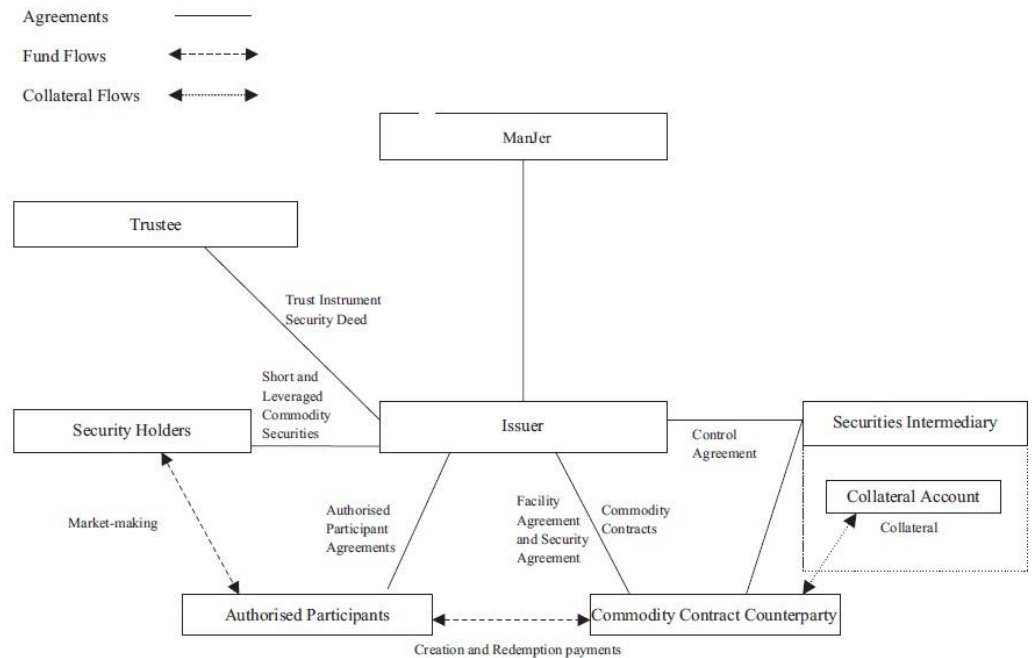 Agreements
Fund Flows
Collateral Flows
ManJer
Trustee
Trust Instrument
Security Deed
Short and
Leveraged
Commodity
Securities
Security Holders
Issuer
Control
Agreement
Securities Intermediary
Collateral Account
Collateral
Market-making
Authorised
Participant
Agreements
Facility
Agreement
and Security
Agreement
Commodity
Contracts
Authorised Participants
Commodity Contract Counterparty
Creation and Redemption payments